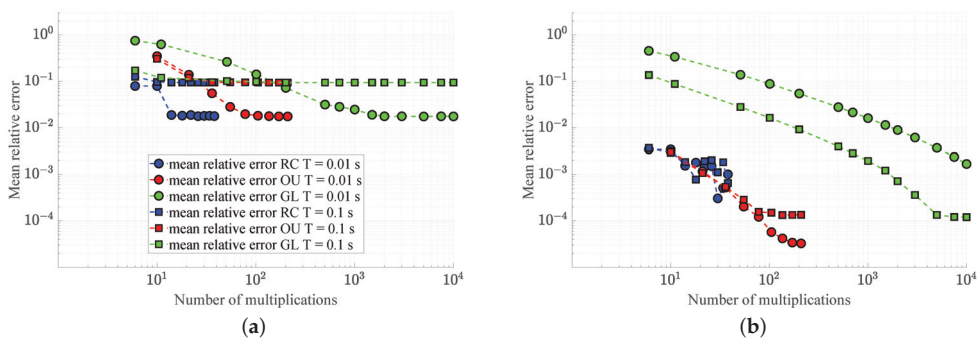 10^0
10^-1
10^-2
10^-3
10^-4
Mean relative error
mean relative error RC T = 0.01 s
mean relative error OU T = 0.01 s
mean relative error GL T = 0.01 s
mean relative error RC T = 0.1 s
mean relative error OU T = 0.1 s
mean relative error GL T = 0.1 s
10^1 10^2 10^3 10^4
Number of multiplications
(a)
10^0
10^-1
10^-2
10^-3
10^-4
Mean relative error
10^1 10^2 10^3 10^4
Number of multiplications
(b)